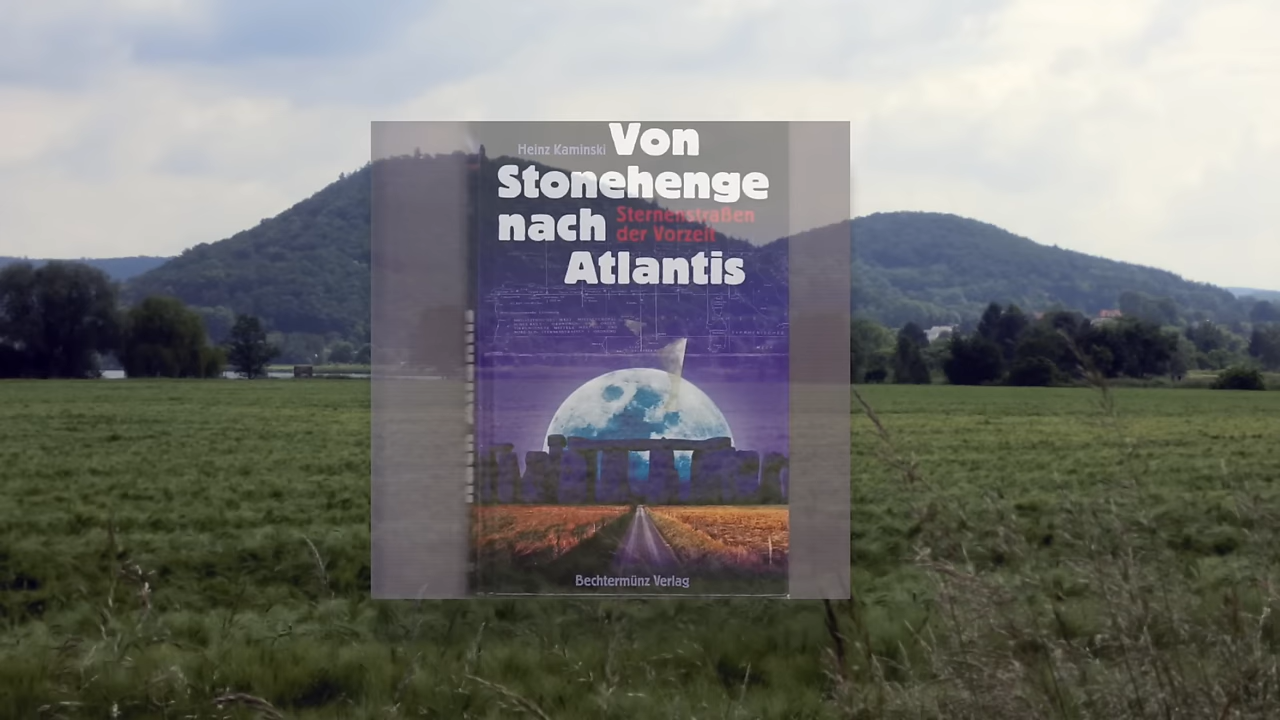 Heinz Kaminski
Von
Stonehenge
nach
Sternenstraßen
der Vorzeit
Atlantis
Bechtermünz Verlag